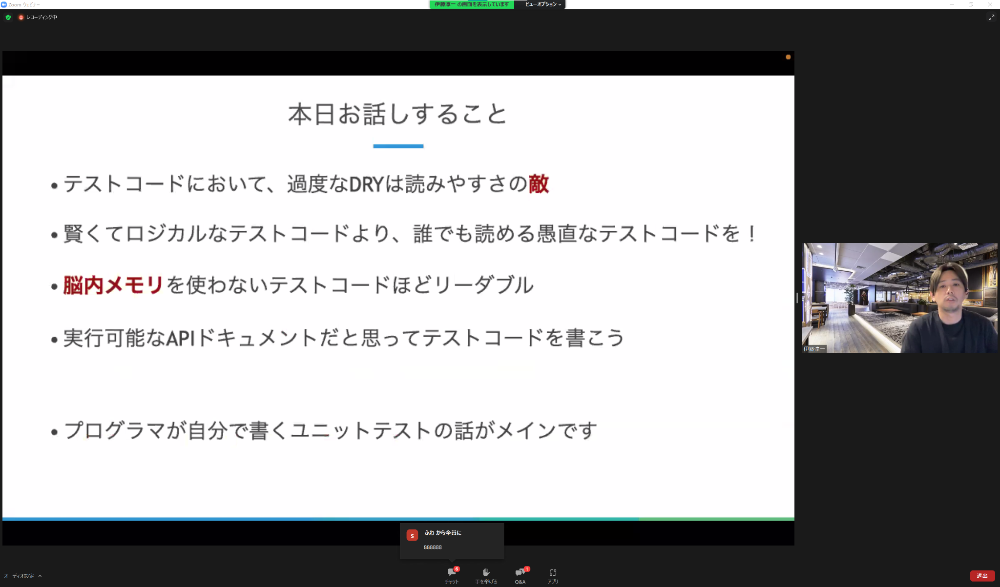 Zoom ウェビナー
伊藤淳一 の画面を表示しています
ビューオプション
レコーディング中
本日お話しすること
• テストコードにおいて、過度なDRYは読みやすさの敵
• 賢くてロジカルなテストコードより、誰でも読める愚直なテストコードを！
• 脳内メモリを使わないテストコードほどリーダブル
• 実行可能なAPIドキュメントだと思ってテストコードを書こう
• プログラマが自分で書くユニットテストの話がメインです
伊藤淳一
S
ふわ から全員に
888888
オーディオ設定
6
チャット
手を挙げる
1
Q&A
アプリ
退出